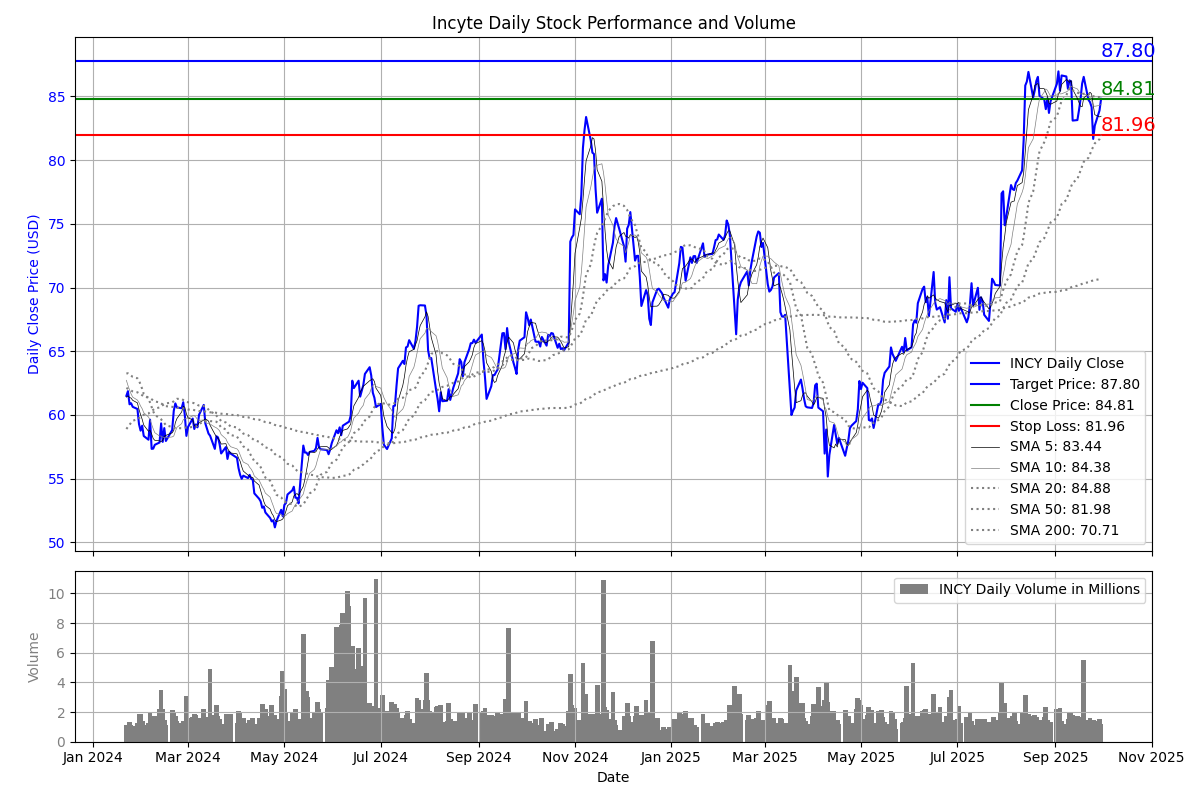 Incyte Daily Stock Performance and Volume
87.80
84.81
81.96
85
80
75
70
65
60
55
50
Daily Close Price (USD)
INCY Daily Close
Target Price: 87.80
Close Price: 84.81
Stop Loss: 81.96
SMA 5: 83.44
SMA 10: 84.38
SMA 20: 84.88
SMA 50: 81.98
SMA 200: 70.71
INCY Daily Volume in Millions
10
8
6
4
2
0
Volume
Jan 2024
Mar 2024
May 2024
Jul 2024
Sep 2024
Nov 2024
Jan 2025
Mar 2025
May 2025
Jul 2025
Sep 2025
Nov 2025
Date